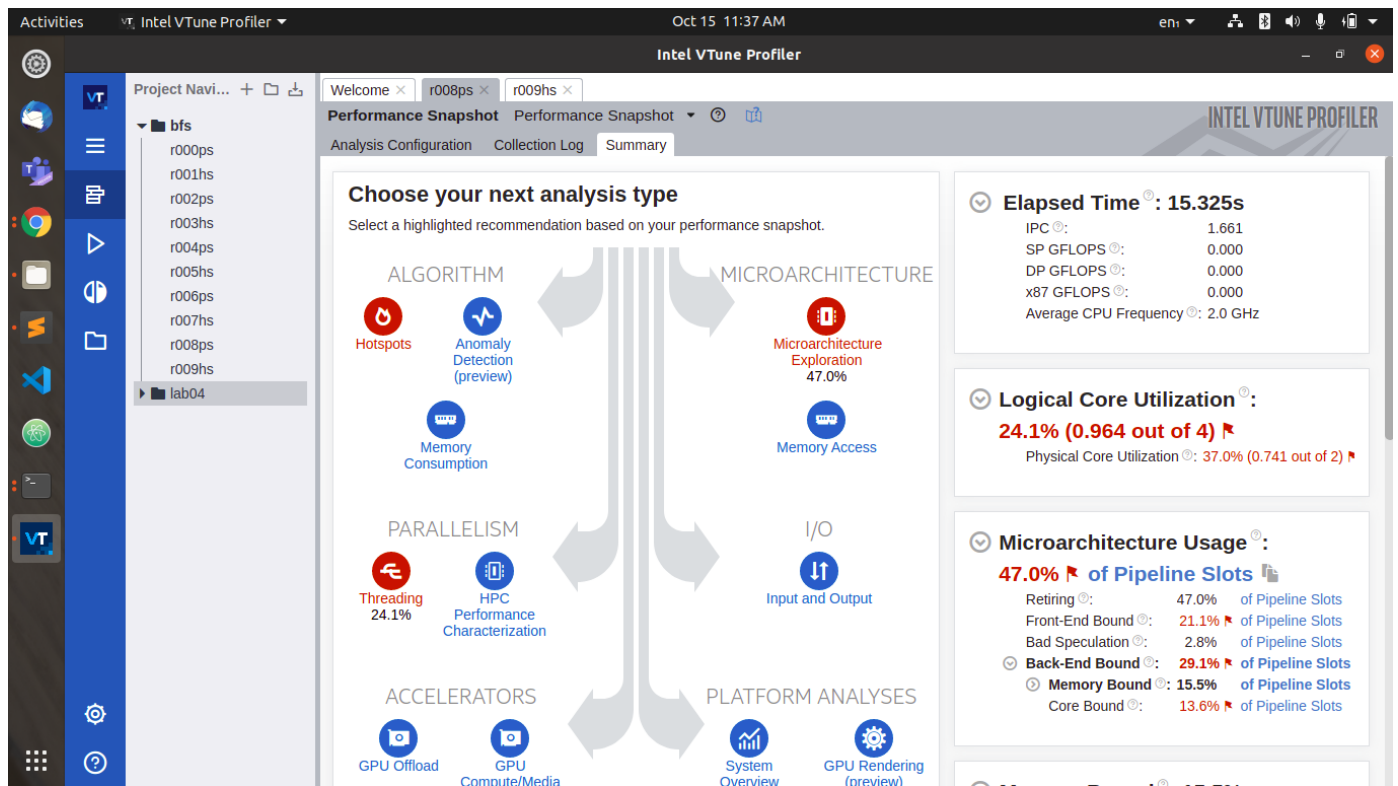 Activities
Intel VTune Profiler
Oct 15 11:37 AM
en₁
Intel VTune Profiler
VT
Project Navi...
bfs
r000ps
r001hs
r002ps
r003hs
r004ps
r005hs
r006ps
r007hs
r008ps
r009hs
lab04
Welcome
r008ps
r009hs
Performance Snapshot Performance Snapshot
INTEL VTUNE PROFILER
Analysis Configuration Collection Log Summary
Choose your next analysis type
Select a highlighted recommendation based on your performance snapshot.
ALGORITHM
Hotspots
Anomaly
Detection
(preview)
Memory
Consumption
MICROARCHITECTURE
Microarchitecture
Exploration
47.0%
Memory Access
PARALLELISM
Threading
24.1%
HPC
Performance
Characterization
I/O
Input and Output
ACCELERATORS
GPU Offload
GPU
Compute/Media
PLATFORM ANALYSES
System
Overview
GPU Rendering
(preview)
Elapsed Time : 15.325s
IPC : 1.661
SP GFLOPS : 0.000
DP GFLOPS : 0.000
x87 GFLOPS : 0.000
Average CPU Frequency : 2.0 GHz
Logical Core Utilization :
24.1% (0.964 out of 4)
Physical Core Utilization : 37.0% (0.741 out of 2)
Microarchitecture Usage :
47.0% of Pipeline Slots
Retiring : 47.0% of Pipeline Slots
Front-End Bound : 21.1% of Pipeline Slots
Bad Speculation : 2.8% of Pipeline Slots
Back-End Bound : 29.1% of Pipeline Slots
Memory Bound : 15.5% of Pipeline Slots
Core Bound : 13.6% of Pipeline Slots
VT